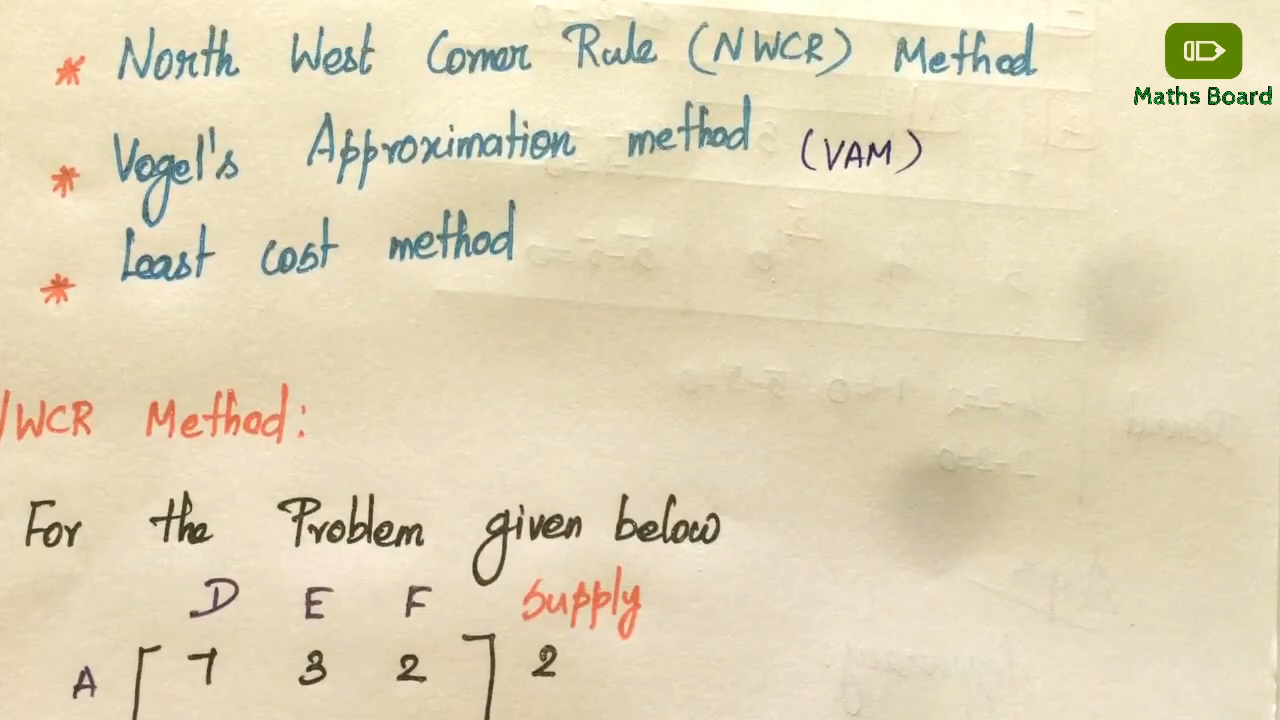 * North West Corner Rule (NWCR) Method
Maths Board
* Vogel's Approximation method (VAM)
* Least cost method
NWCR Method:
For the Problem given below
D E F Supply
A 7 3 2 2